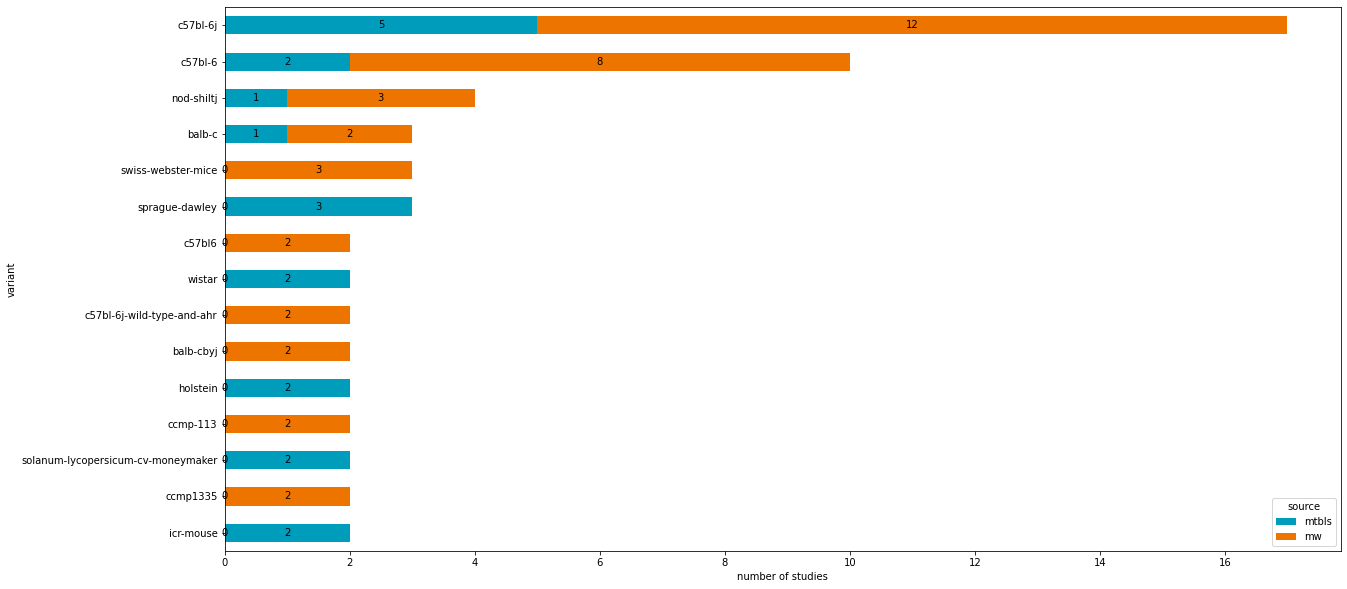 c57bl-6j 5 12
c57bl-6 2 8
nod-shiltj 1 3
balb-c 1 2
swiss-webster-mice 0 3
sprague-dawley 0 3
c57bl6 0 2
wistar 0 2
c57bl-6j-wild-type-and-ahr 0 2
balb-cbyj 0 2
holstein 0 2
ccmp-113 0 2
solanum-lycopersicum-cv-moneymaker 0 2
ccmp1335 0 2
icr-mouse 0 2
variant
0 2 4 6 8 10 12 14 16
number of studies
source
mtbls
mw